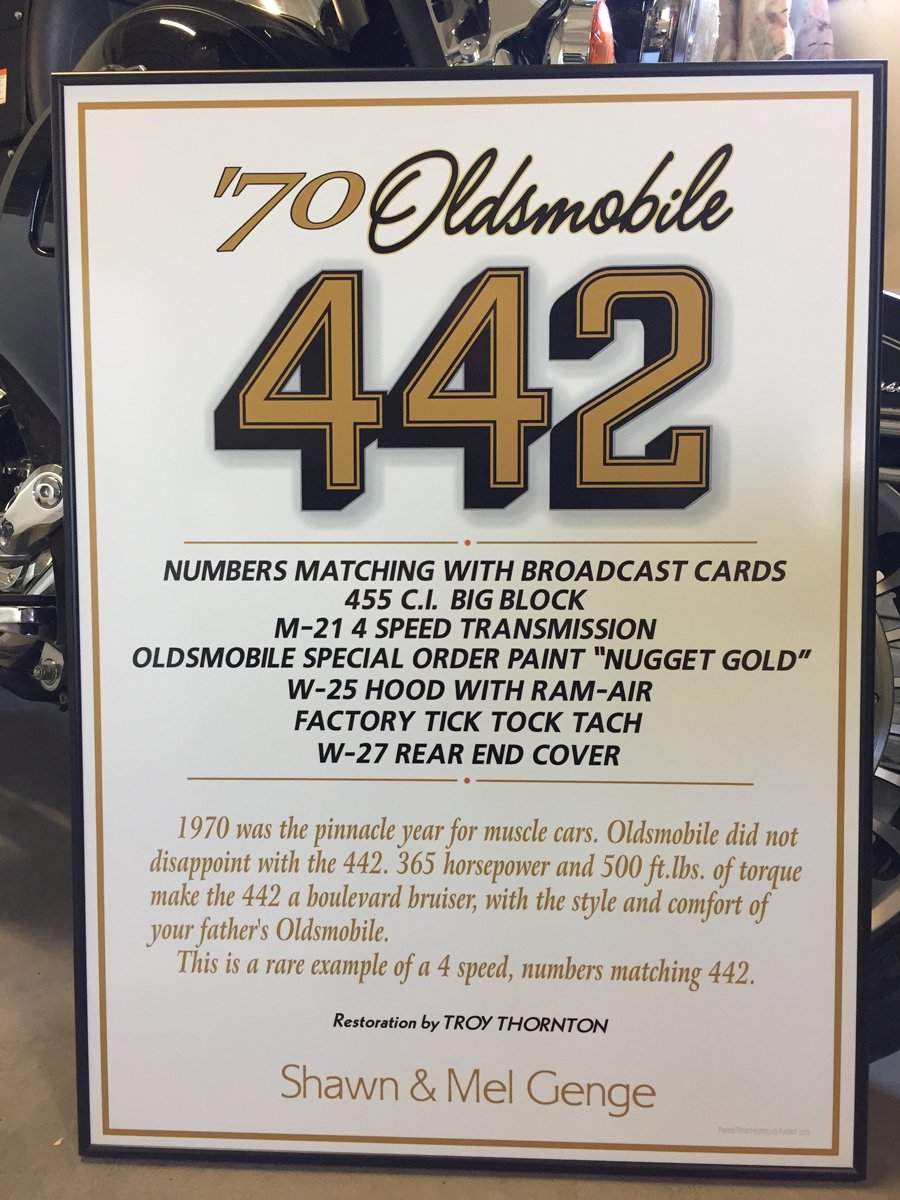 '70 Oldsmobile
442
NUMBERS MATCHING WITH BROADCAST CARDS
455 C.I. BIG BLOCK
M-21 4 SPEED TRANSMISSION
OLDSMOBILE SPECIAL ORDER PAINT "NUGGET GOLD"
W-25 HOOD WITH RAM-AIR
FACTORY TICK TOCK TACH
W-27 REAR END COVER
1970 was the pinnacle year for muscle cars. Oldsmobile did not
disappoint with the 442. 365 horsepower and 500 ft.lbs. of torque
make the 442 a boulevard bruiser, with the style and comfort of
your father's Oldsmobile.
This is a rare example of a 4 speed, numbers matching 442.
Restoration by TROY THORNTON
Shawn & Mel Genge